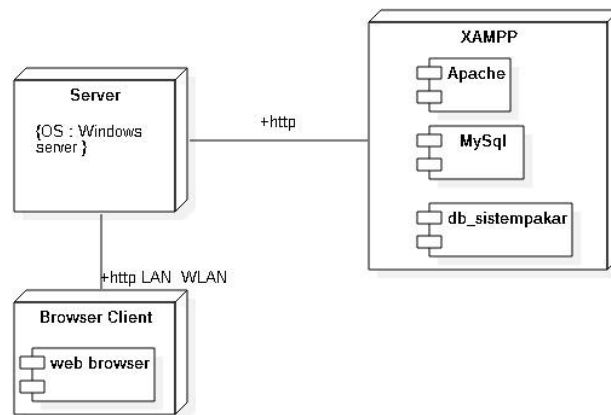 Server
{OS : Windows
server }
+http
XAMPP
Apache
MySql
db_sistempakar
+http LAN WLAN
Browser Client
web browser